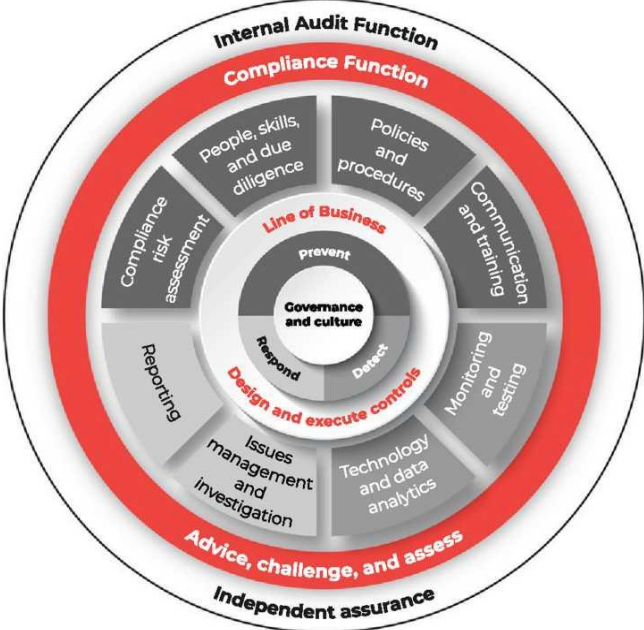 Internal Audit Function
Compliance Function
People, skills,
and due
diligence
Policies
and
procedures
Compliance
risk
assessment
Communication
and training
Line of Business
Prevent
Governance
and culture
Respond
Detect
Design and execute controls
Reporting
Monitoring
and
testing
Issues
management
and
investigation
Technology
and data
analytics
Advice, challenge, and assess
Independent assurance